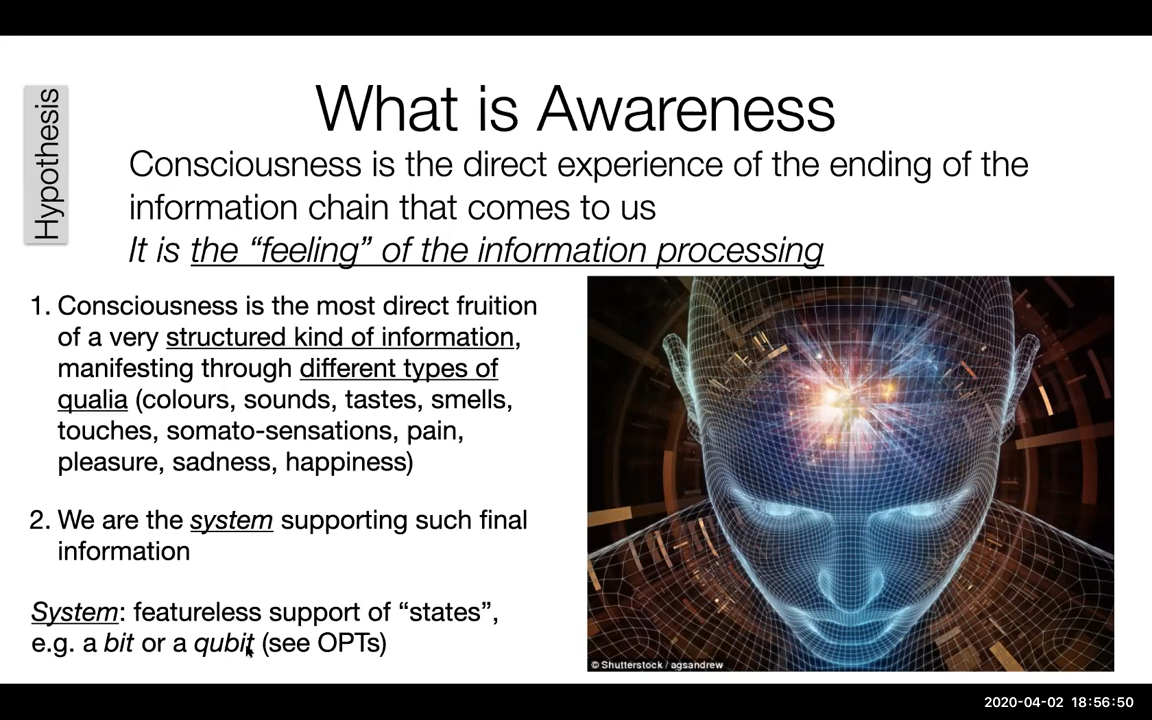 Hypothesis
What is Awareness
Consciousness is the direct experience of the ending of the
information chain that comes to us
It is the “feeling” of the information processing
1. Consciousness is the most direct fruition
of a very structured kind of information,
manifesting through different types of
qualia (colours, sounds, tastes, smells,
touches, somato-sensations, pain,
pleasure, sadness, happiness)
2. We are the system supporting such final
information
System: featureless support of “states”,
e.g. a bit or a qubit (see OPTs)
© Shutterstock / agsandrew
2020-04-02 18:56:50